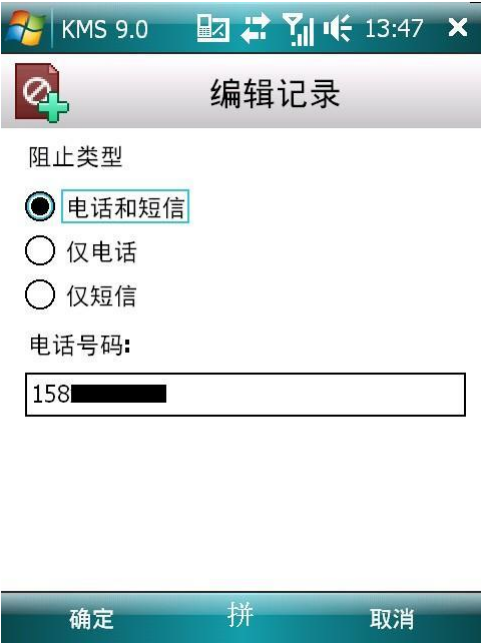 KMS 9.0 13:47
编辑记录
阻止类型
电话和短信
仅电话
仅短信
电话号码:
158
确定 拼 取消